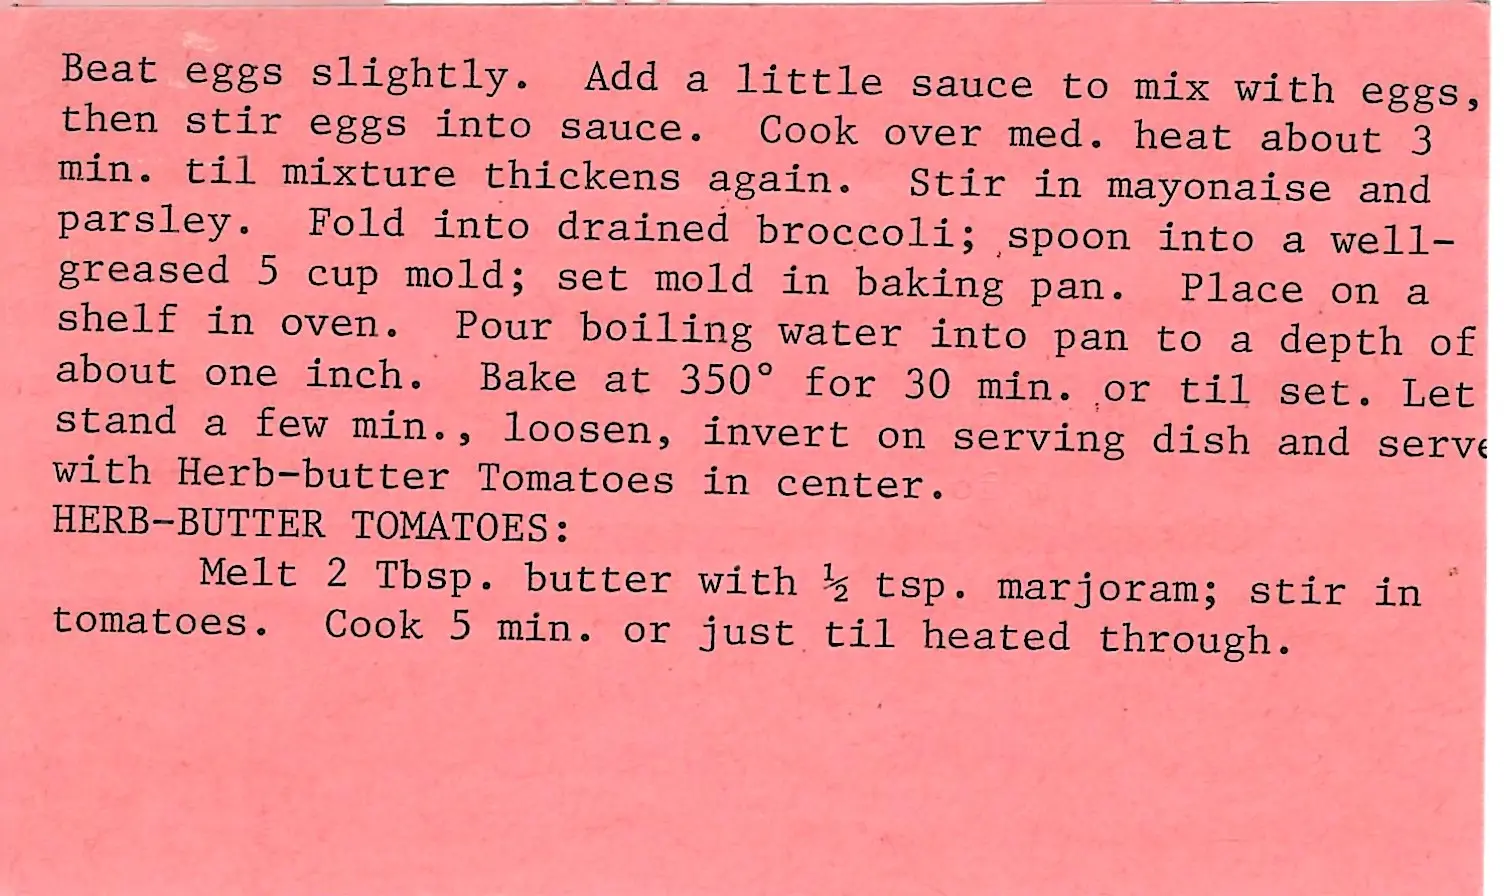 Beat eggs slightly.  Add a little sauce to mix with eggs,
then stir eggs into sauce.  Cook over med. heat about 3
min. til mixture thickens again.  Stir in mayonaise and
parsley.  Fold into drained broccoli; spoon into a well-
greased 5 cup mold; set mold in baking pan.  Place on a
shelf in oven.  Pour boiling water into pan to a depth of
about one inch.  Bake at 350° for 30 min. or til set. Let
stand a few min., loosen, invert on serving dish and serve
with Herb-butter Tomatoes in center.
HERB-BUTTER TOMATOES:
Melt 2 Tbsp. butter with ½ tsp. marjoram; stir in
tomatoes.  Cook 5 min. or just til heated through.